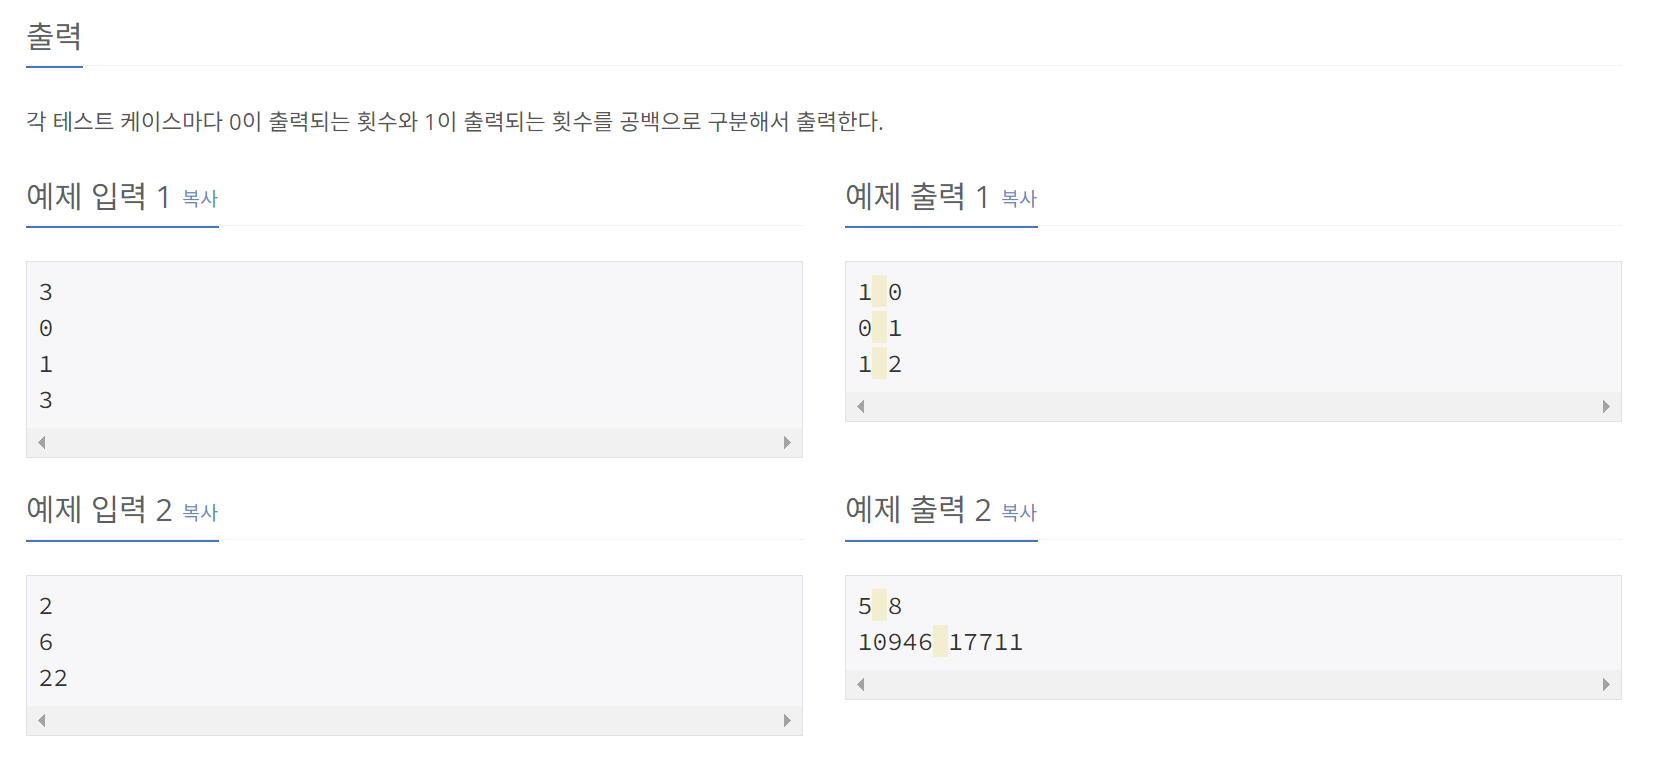 출력
각 테스트 케이스마다 0이 출력되는 횟수와 1이 출력되는 횟수를 공백으로 구분해서 출력한다.
예제 입력 1 복사
3
0
1
3
예제 출력 1 복사
1 0
0 1
1 2
예제 입력 2 복사
2
6
22
예제 출력 2 복사
5 8
10946 17711